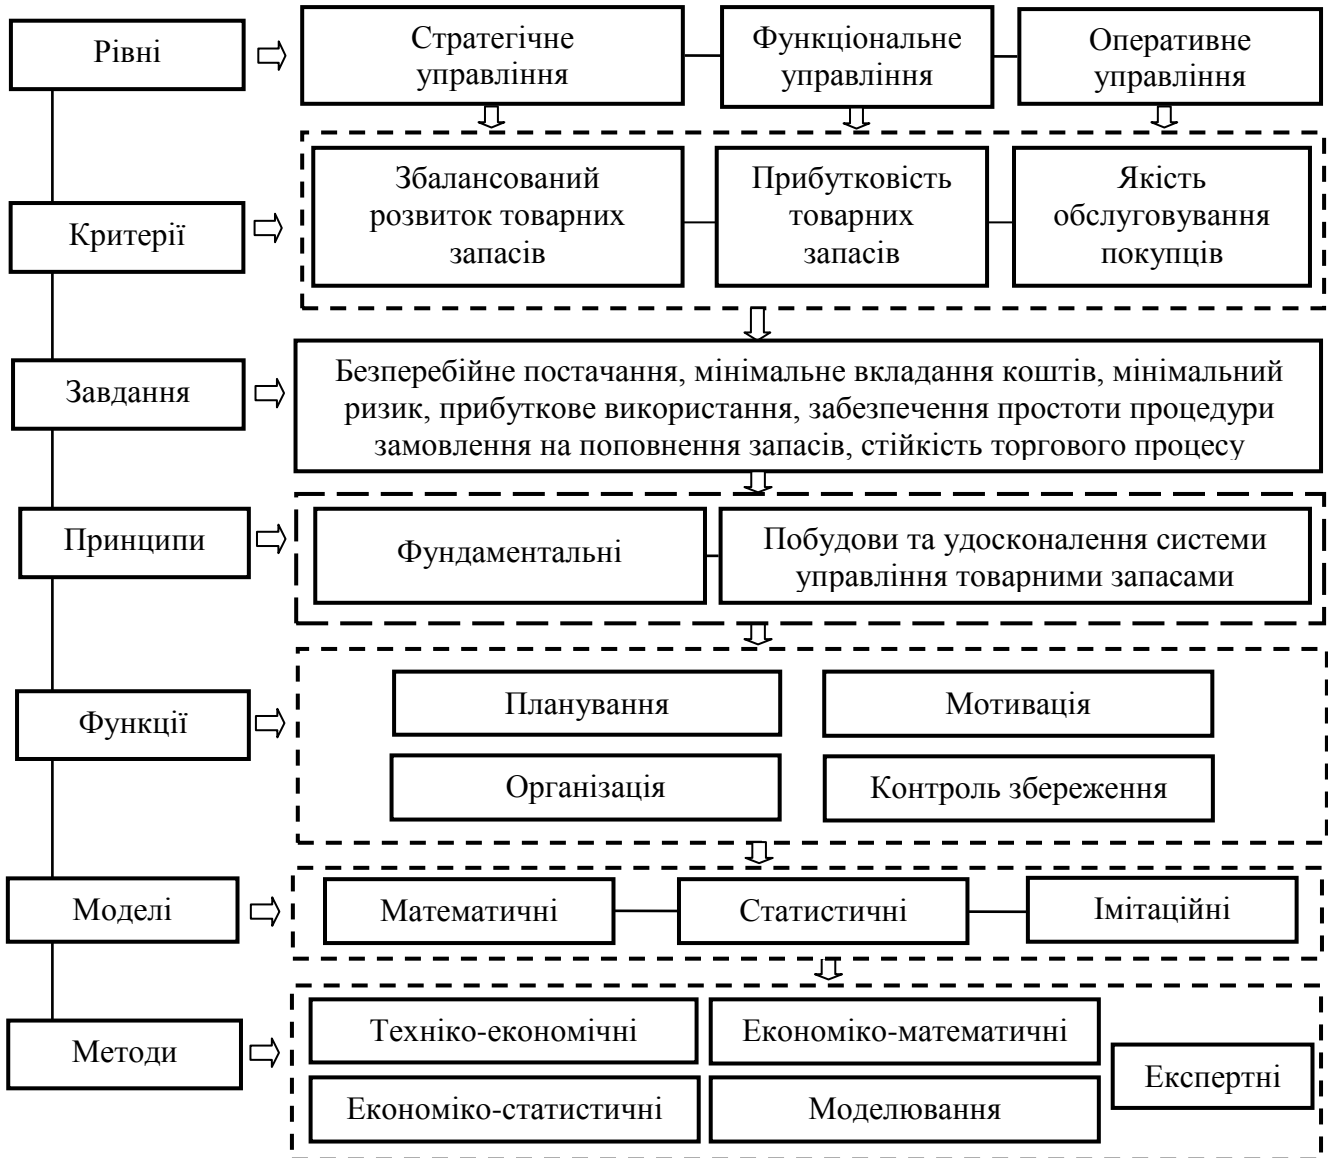 Рівні
Стратегічне
управління
Функціональне
управління
Оперативне
управління
Критерії
Збалансований
розвиток товарних
запасів
Прибутковість
товарних
запасів
Якість
обслуговування
покупців
Завдання
Безперебійне постачання, мінімальне вкладання коштів, мінімальний
ризик, прибуткове використання, забезпечення простоти процедури
замовлення на поповнення запасів, стійкість торгового процесу
Принципи
Фундаментальні
Побудови та удосконалення системи
управління товарними запасами
Функції
Планування
Мотивація
Організація
Контроль збереження
Моделі
Математичні
Статистичні
Імітаційні
Методи
Техніко-економічні
Економіко-математичні
Експертні
Економіко-статистичні
Моделювання